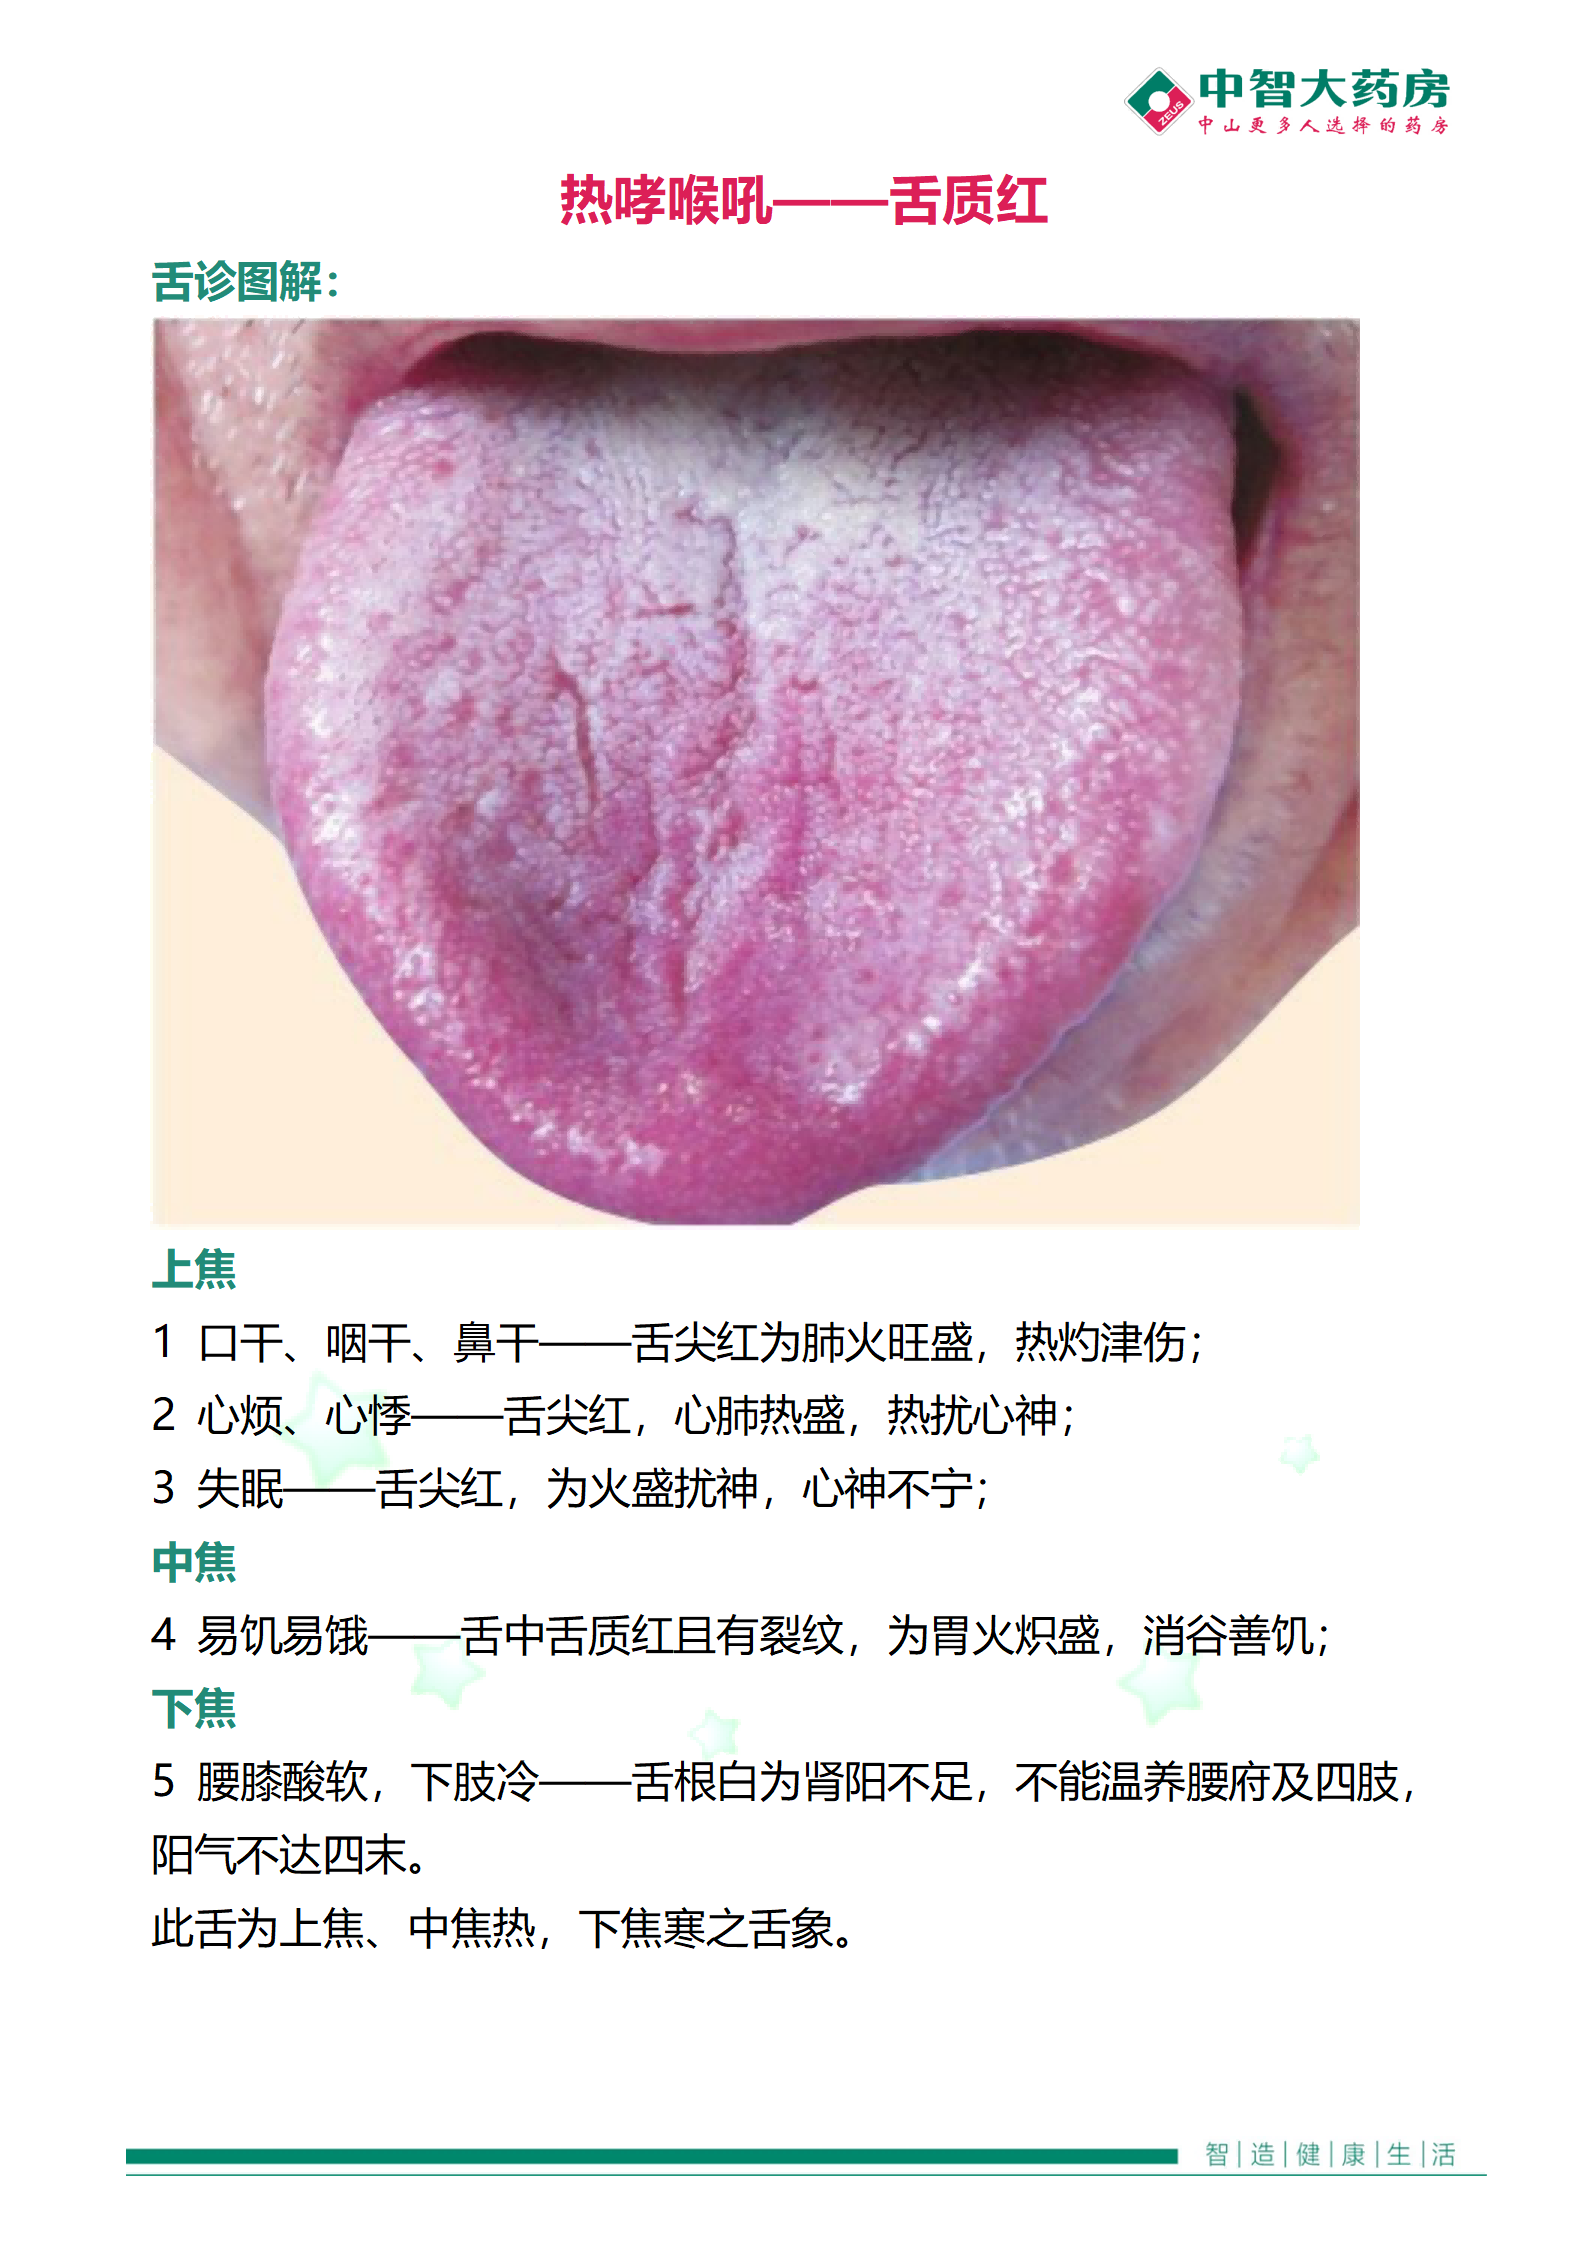 中智大药房
ZEUS
中山更多人选择的药房
热哮喉吼——舌质红
舌诊图解：
上焦
1 口干、咽干、鼻干——舌尖红为肺火旺盛，热灼津伤；
2 心烦、心悸——舌尖红，心肺热盛，热扰心神；
3 失眠——舌尖红，为火盛扰神，心神不宁；
中焦
4 易饥易饿——舌中舌质红且有裂纹，为胃火炽盛，消谷善饥；
下焦
5 腰膝酸软，下肢冷——舌根白为肾阳不足，不能温养腰府及四肢，
阳气不达四末。
此舌为上焦、中焦热，下焦寒之舌象。
智|造|健|康|生|活